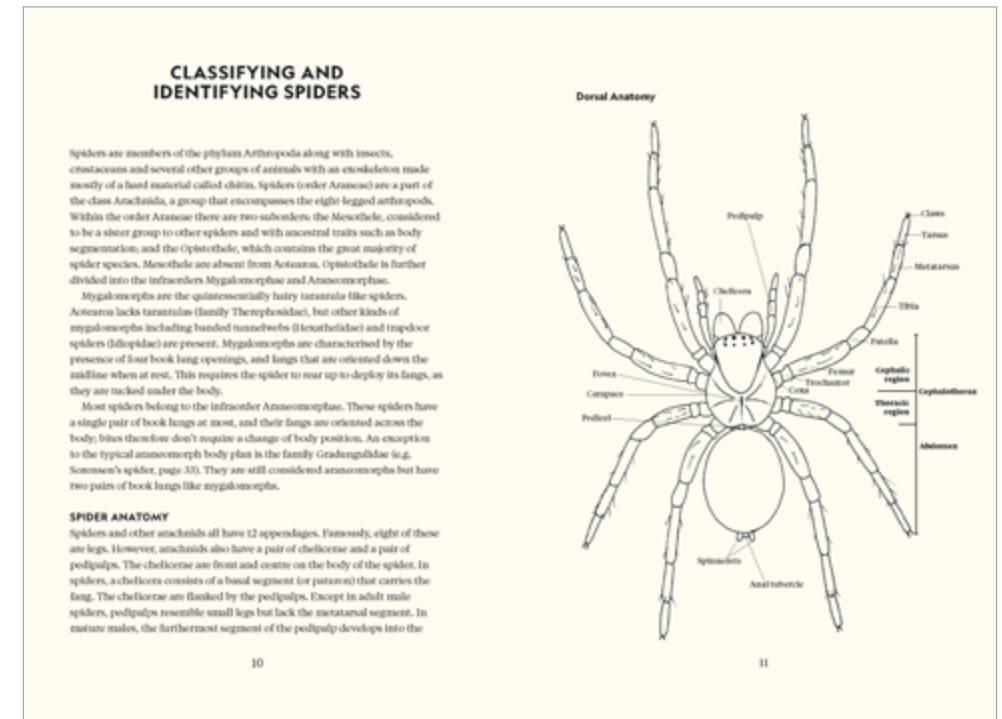 CLASSIFYING AND
IDENTIFYING SPIDERS
Spiders are members of the phylum Arthropoda along with insects,
crustaceans and several other groups of animals with an exoskeleton made
mostly of a hard material called chitin. Spiders (order Araneae) are a part of
the class Arachnida, a group that encompasses the eight-legged arthropods.
Within the order Araneae there are two suborders: the Mesothele, considered
to be a sister group to other spiders and with ancestral traits such as body
segmentation; and the Opistothele, which contains the great majority of
spider species. Mesothele are absent from Aotearoa. Opistothele is further
divided into the infraorders Mygalomorphae and Araneomorphae.
Mygalomorphs are the quintessentially hairy tarantula-like spiders.
Aotearoa lacks tarantulas (family Therephosidae), but other kinds of
mygalomorphs including banded tunnelwebs (Hexathelidae) and trapdoor
spiders (Idiopidae) are present. Mygalomorphs are characterised by the
presence of four book lung openings, and fangs that are oriented down the
midline when at rest. This requires the spider to rear up to deploy its fangs, as
they are tucked under the body.
Most spiders belong to the infraorder Araneomorphae. These spiders have
a single pair of book lungs at most, and their fangs are oriented across the
body; bites therefore don't require a change of body position. An exception
to the typical araneomorph body plan is the family Gradungulidae (e.g.
Sorensen's spider, page 33). They are still considered araneomorphs but have
two pairs of book lungs like mygalomorphs.
SPIDER ANATOMY
Spiders and other arachnids all have 12 appendages. Famously, eight of these
are legs. However, arachnids also have a pair of chelicerae and a pair of
pedipalps. The chelicerae are front and centre on the body of the spider. In
spiders, a chelicera consists of a basal segment (or paturon) that carries the
fang. The chelicerae are flanked by the pedipalps. Except in adult male
spiders, pedipalps resemble small legs but lack the metatarsal segment. In
mature males, the furthermost segment of the pedipalp develops into the
10
Dorsal Anatomy
Pedipalp
Chelicera
Claws
Tarsus
Metatarsus
Tibia
Patella
Femur
Trochanter
Coxa
Fovea
Carapace
Pedicel
Cephalic
region
Thoracic
region
Cephalothorax
Abdomen
Spinnerets
Anal tubercle
11